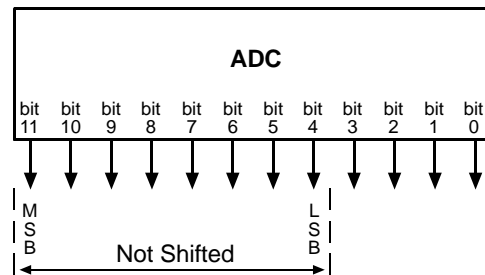 ADC
bit bit bit bit bit bit bit bit bit bit bit bit
11 10 9 8 7 6 5 4 3 2 1 0
M L
S S
B B
Not Shifted